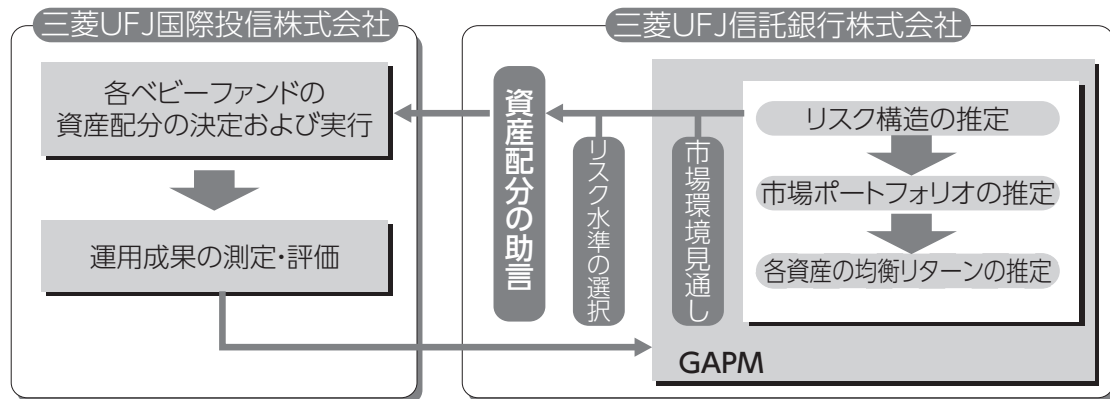 三菱UFJ国際投信株式会社
各ベビーファンドの
資産配分の決定および実行
運用成果の測定・評価
三菱UFJ信託銀行株式会社
資産配分の助言
リスク水準の選択
市場環境見通し
リスク構造の推定
市場ポートフォリオの推定
各資産の均衡リターンの推定
GAPM